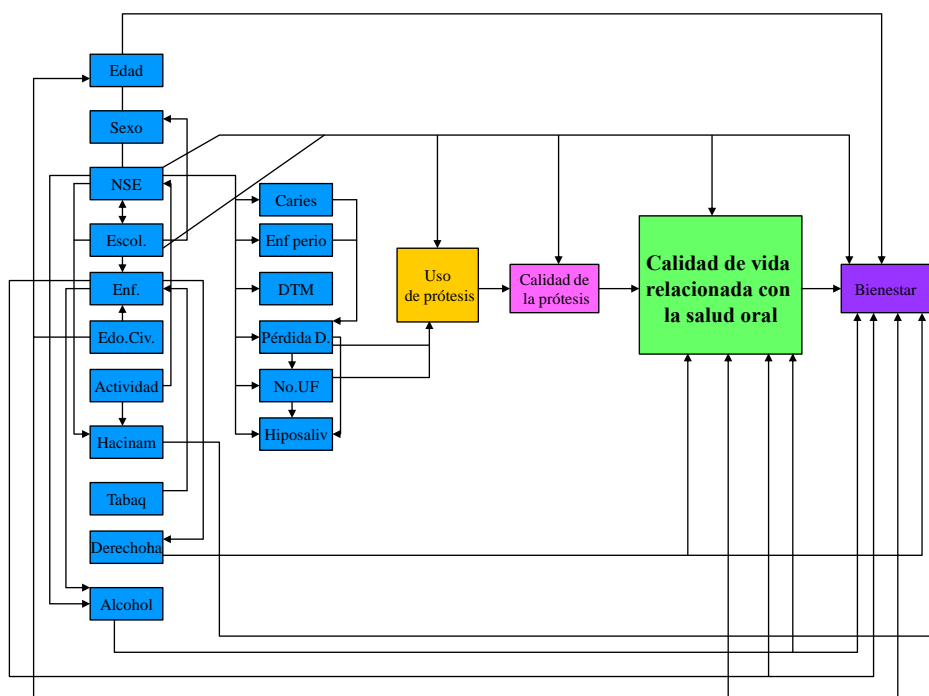 Edad
Sexo
NSE
Escol.
Enf.
Edo.Civ.
Actividad
Hacinam
Tabaq
Derechoha
Alcohol
Caries
Enf perio
DTM
Pérdida D.
No.UF
Hiposaliv
Uso
de prótesis
Calidad de
la prótesis
Calidad de vida
relacionada con
la salud oral
Bienestar